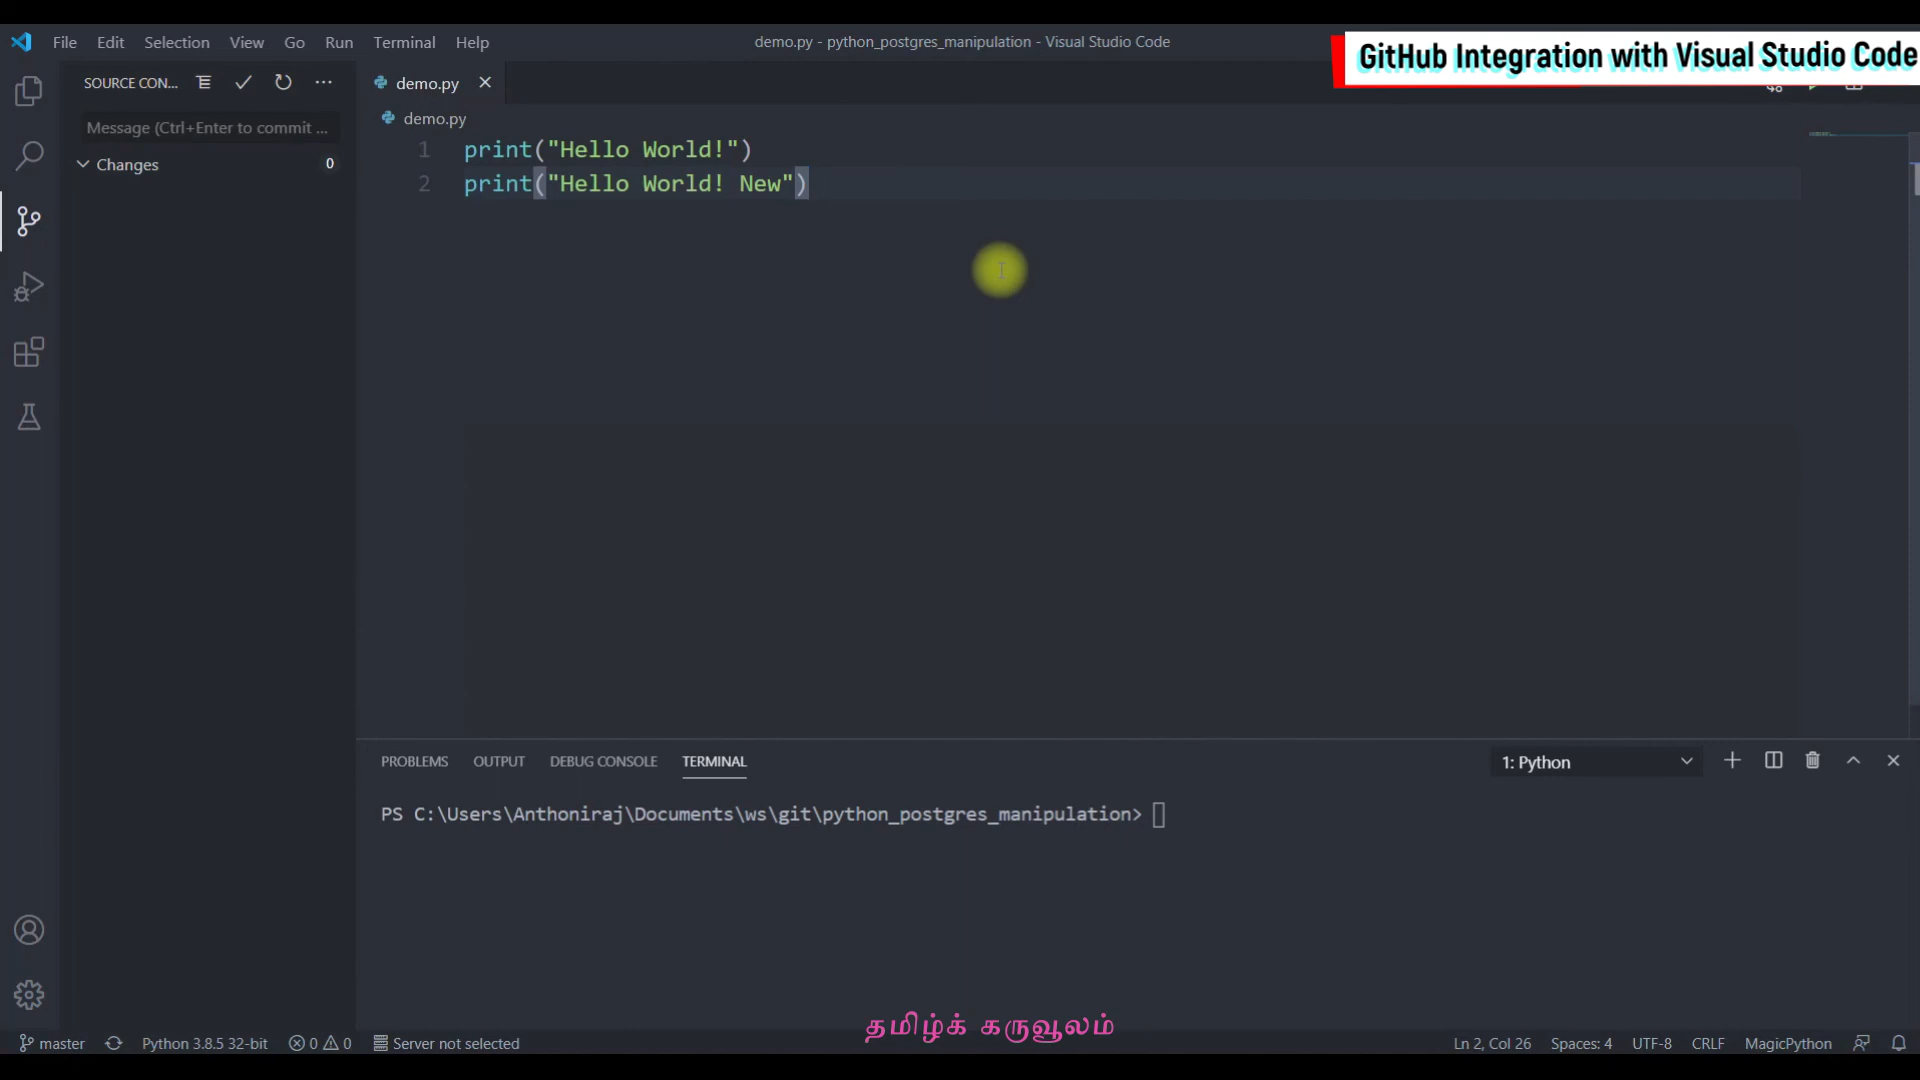 File Edit Selection View Go Run Terminal Help
demo.py - python_postgres_manipulation - Visual Studio Code
GitHub Integration with Visual Studio Code
SOURCE CON...
demo.py
Message (Ctrl+Enter to commit ...
demo.py
Changes 0
1 print("Hello World!")
2 print("Hello World! New")
PROBLEMS OUTPUT DEBUG CONSOLE TERMINAL
1: Python
PS C:\Users\Anthoniraj\Documents\ws\git\python_postgres_manipulation>
தமிழ்க் கருவூலம்
master Python 3.8.5 32-bit 0 0 Server not selected
Ln 2, Col 26 Spaces: 4 UTF-8 CRLF MagicPython